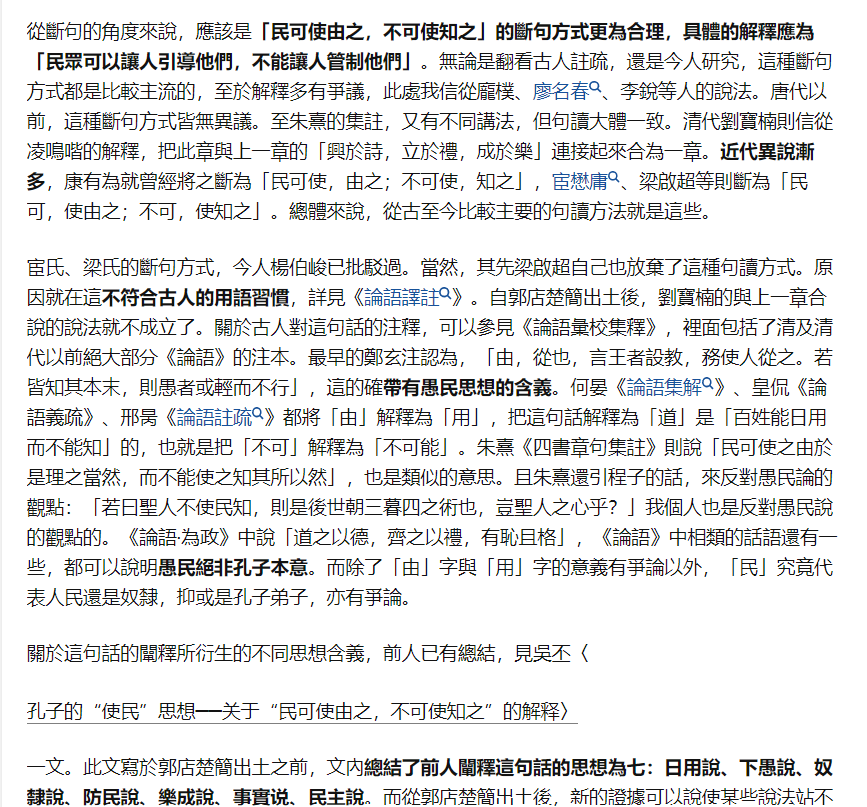 從斷句的角度來說，應該是「民可使由之，不可使知之」的斷句方式更為合理，具體的解釋應為
「民眾可以讓人引導他們，不能讓人管制他們」。無論是翻看古人註疏，還是今人研究，這種斷句
方式都是比較主流的，至於解釋多有爭議，此處我信從龐樸、廖名春、李銳等人的說法。唐代以
前，這種斷句方式皆無異議。至朱熹的集註，又有不同講法，但句讀大體一致。清代劉寶楠則信從
凌鳴喈的解釋，把此章與上一章的「興於詩，立於禮，成於樂」連接起來合為一章。近代異說漸
多，康有為就曾經將之斷為「民可使，由之；不可使，知之」，宦懋庸、梁啟超等則斷為「民
可，使由之；不可，使知之」。總體來說，從古至今比較主要的句讀方法就是這些。
宦氏、梁氏的斷句方式，今人楊伯峻已批駁過。當然，其先梁啟超自己也放棄了這種句讀方式。原
因就在這不符合古人的用語習慣，詳見《論語譯註》。自郭店楚簡出土後，劉寶楠的與上一章合
說的說法就不成立了。關於古人對這句話的注釋，可以參見《論語彙校集釋》，裡面包括了清及清
代以前絕大部分《論語》的注本。最早的鄭玄注認為，「由，從也，言王者設教，務使人從之。若
皆知其本末，則愚者或輕而不行」，這的確帶有愚民思想的含義。何晏《論語集解》、皇侃《論
語義疏》、邢昺《論語註疏》都將「由」解釋為「用」，把這句話解釋為「道」是「百姓能日用
而不能知」的，也就是把「不可」解釋為「不可能」。朱熹《四書章句集註》則說「民可使之由於
是理之當然，而不能使之知其所以然」，也是類似的意思。且朱熹還引程子的話，來反對愚民論的
觀點：「若曰聖人不使民知，則是後世朝三暮四之術也，豈聖人之心乎？」我個人也是反對愚民說
的觀點的。《論語·為政》中說「道之以德，齊之以禮，有恥且格」，《論語》中相類的話語還有一
些，都可以說明愚民絕非孔子本意。而除了「由」字與「用」字的意義有爭論以外，「民」究竟代
表人民還是奴隸，抑或是孔子弟子，亦有爭論。
關於這句話的闡釋所衍生的不同思想含義，前人已有總結，見吳丕〈
孔子的“使民”思想──关于“民可使由之，不可使知之”的解释〉
一文。此文寫於郭店楚簡出土之前，文內總結了前人闡釋這句話的思想為七：日用說、下愚說、奴
隸說、防民說、樂成說、事實說、民主說。而從郭店楚簡出土後，新的證據可以說使某些說法站不